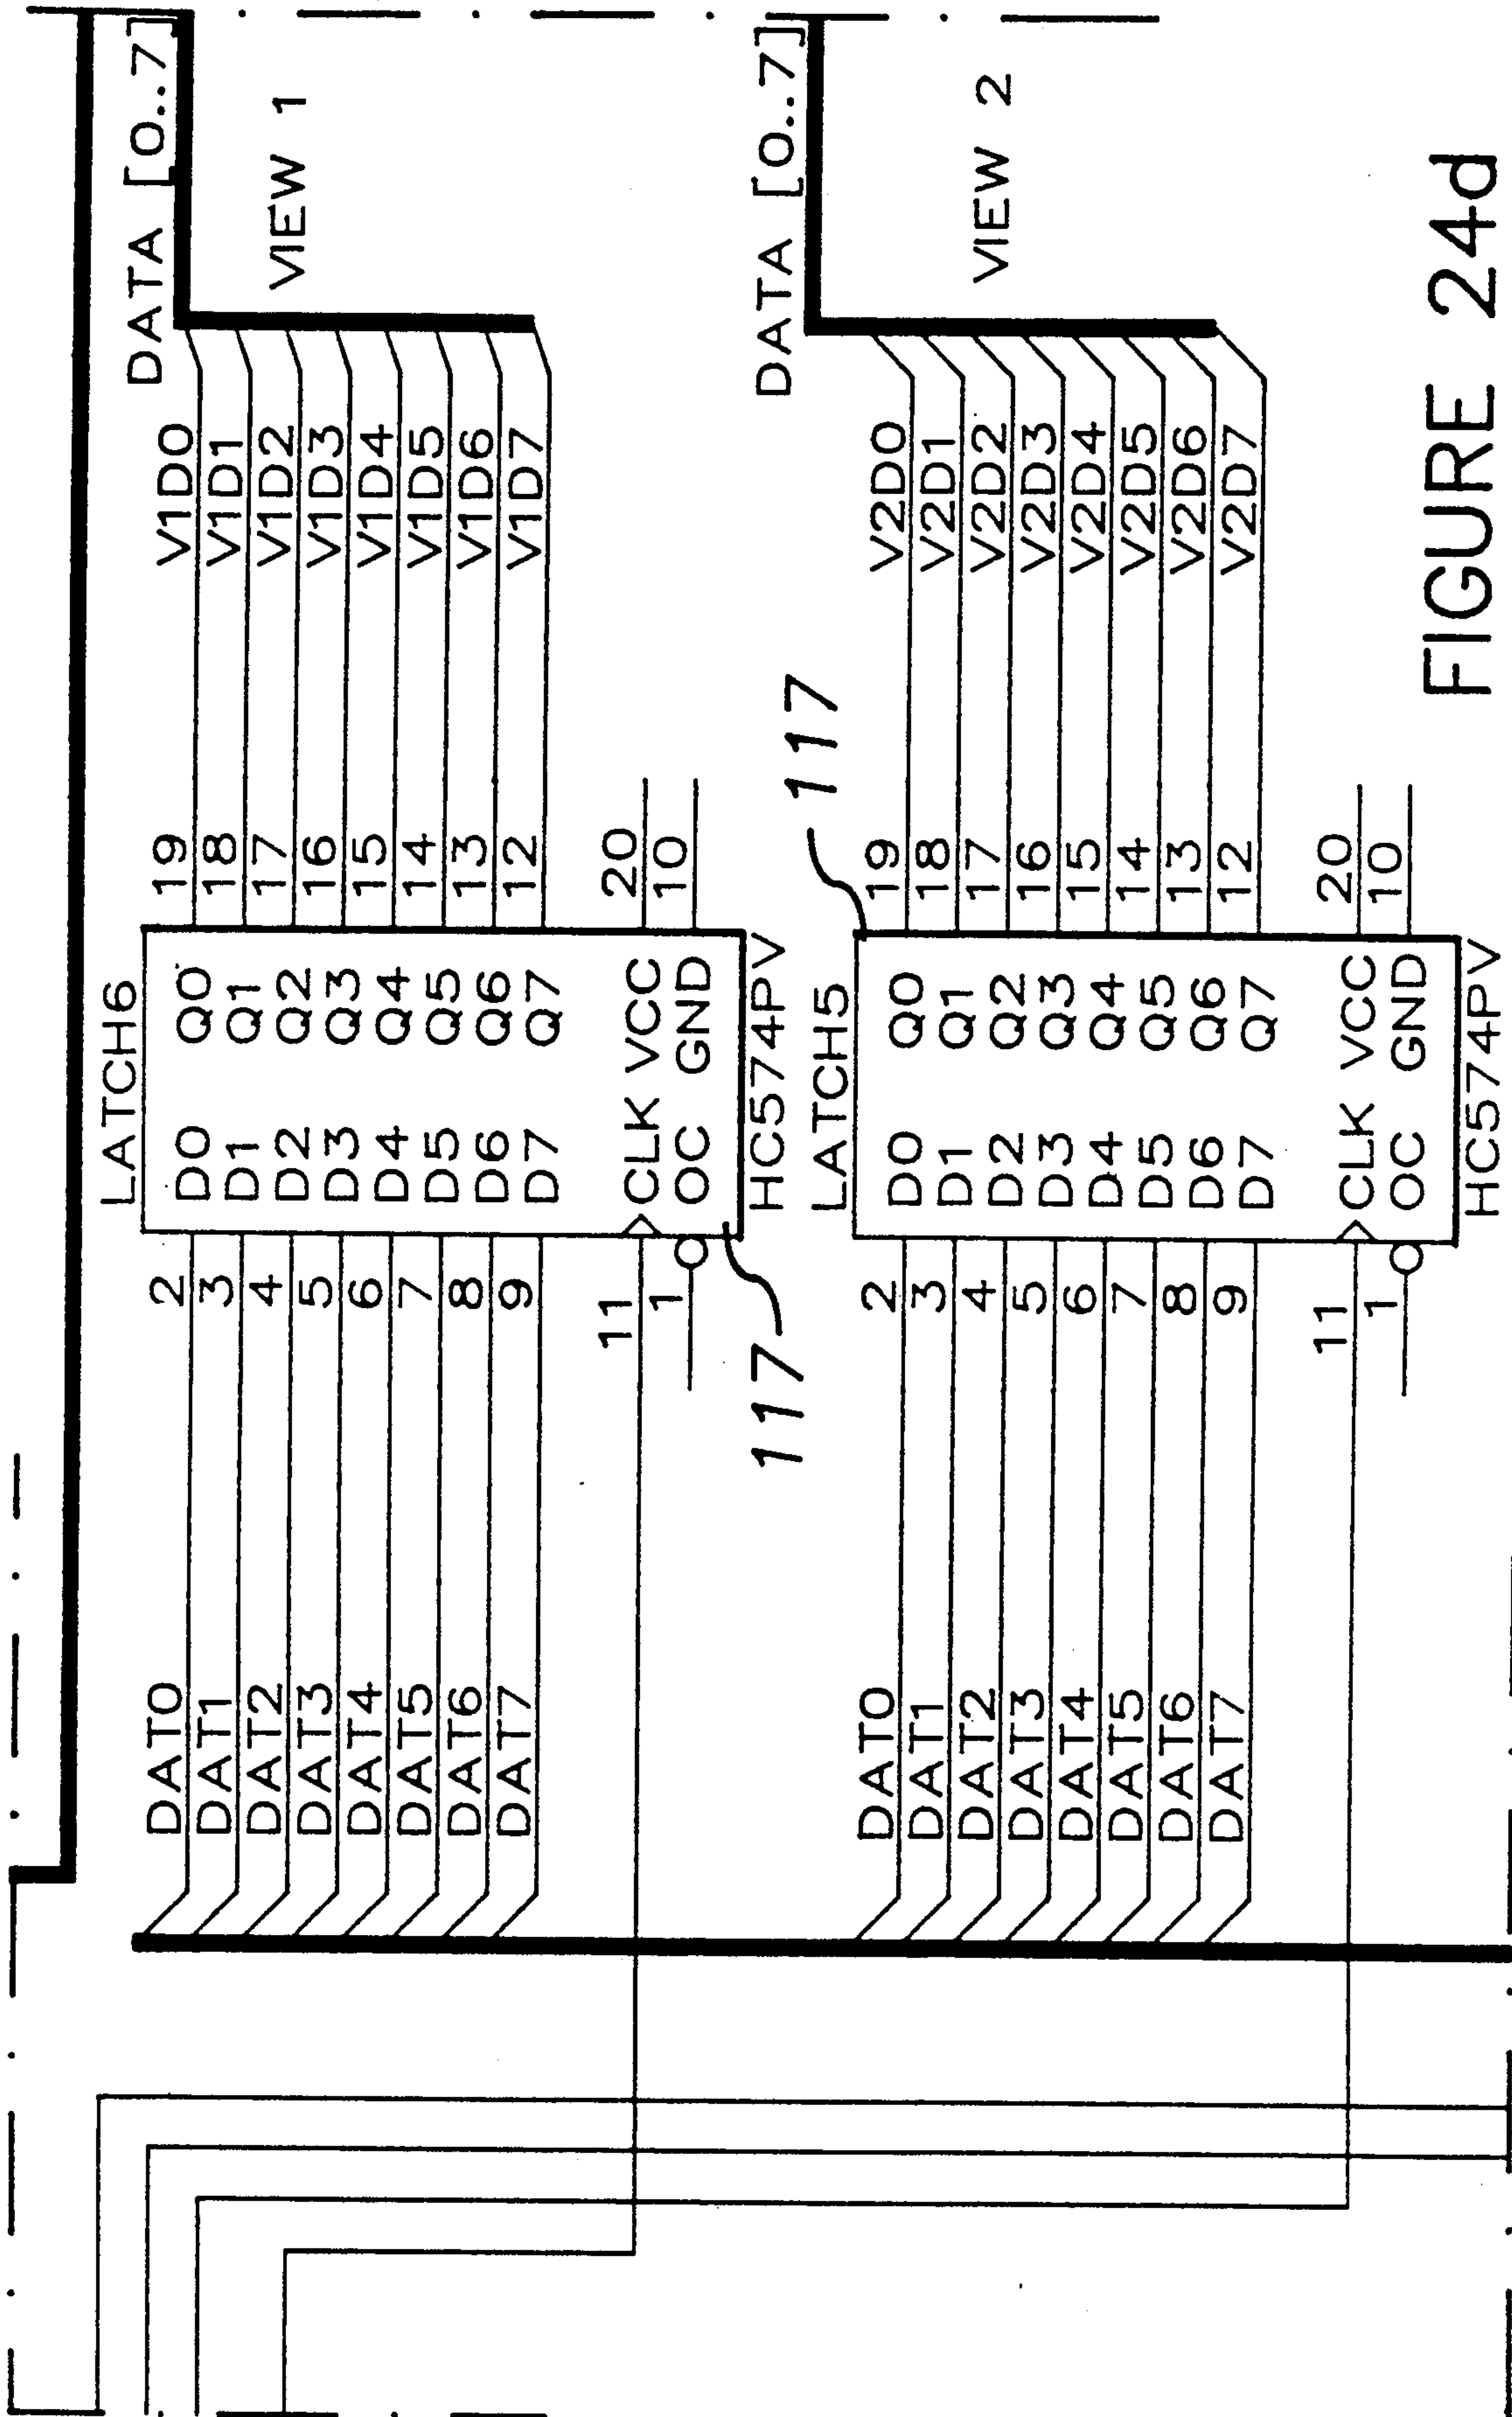 DATA [0..7]
VIEW 1
LATCH6
DAT0 2 D0 Q0 19 V1D0
DAT1 3 D1 Q1 18 V1D1
DAT2 4 D2 Q2 17 V1D2
DAT3 5 D3 Q3 16 V1D3
DAT4 6 D4 Q4 15 V1D4
DAT5 7 D5 Q5 14 V1D5
DAT6 8 D6 Q6 13 V1D6
DAT7 9 D7 Q7 12 V1D7
11 CLK VCC 20
1 OC GND 10
HC574PV
117
117
DATA [0..7]
VIEW 2
LATCH5
DAT0 2 D0 Q0 19 V2D0
DAT1 3 D1 Q1 18 V2D1
DAT2 4 D2 Q2 17 V2D2
DAT3 5 D3 Q3 16 V2D3
DAT4 6 D4 Q4 15 V2D4
DAT5 7 D5 Q5 14 V2D5
DAT6 8 D6 Q6 13 V2D6
DAT7 9 D7 Q7 12 V2D7
11 CLK VCC 20
1 OC GND 10
HC574PV
FIGURE 24d